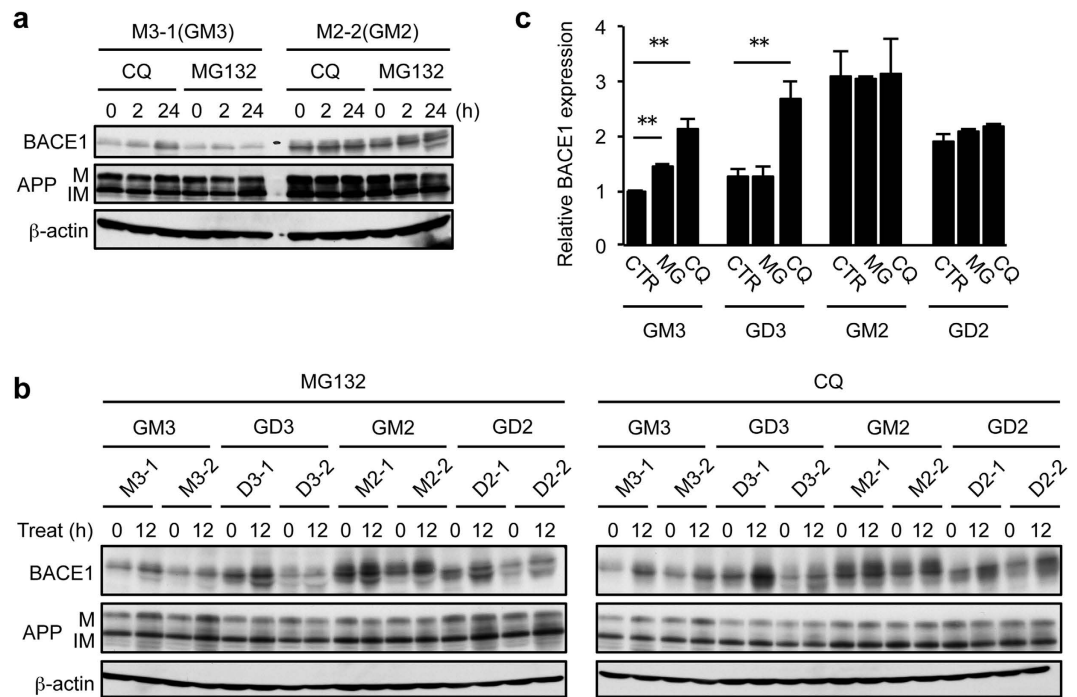 a
M3-1(GM3) M2-2(GM2)
CQ MG132 CQ MG132
0 2 24 0 2 24 0 2 24 0 2 24 (h)
BACE1
APP M
IM
β-actin
c
Relative BACE1 expression
4
3
2
1
0
** ** **
CTR MG CQ CTR MG CQ CTR MG CQ CTR MG CQ
GM3 GD3 GM2 GD2
b
MG132
GM3 GD3 GM2 GD2
M3-1 M3-2 D3-1 D3-2 M2-1 M2-2 D2-1 D2-2
Treat (h) 0 12 0 12 0 12 0 12 0 12 0 12 0 12 0 12
BACE1
APP M
IM
β-actin
CQ
GM3 GD3 GM2 GD2
M3-1 M3-2 D3-1 D3-2 M2-1 M2-2 D2-1 D2-2
0 12 0 12 0 12 0 12 0 12 0 12 0 12 0 12